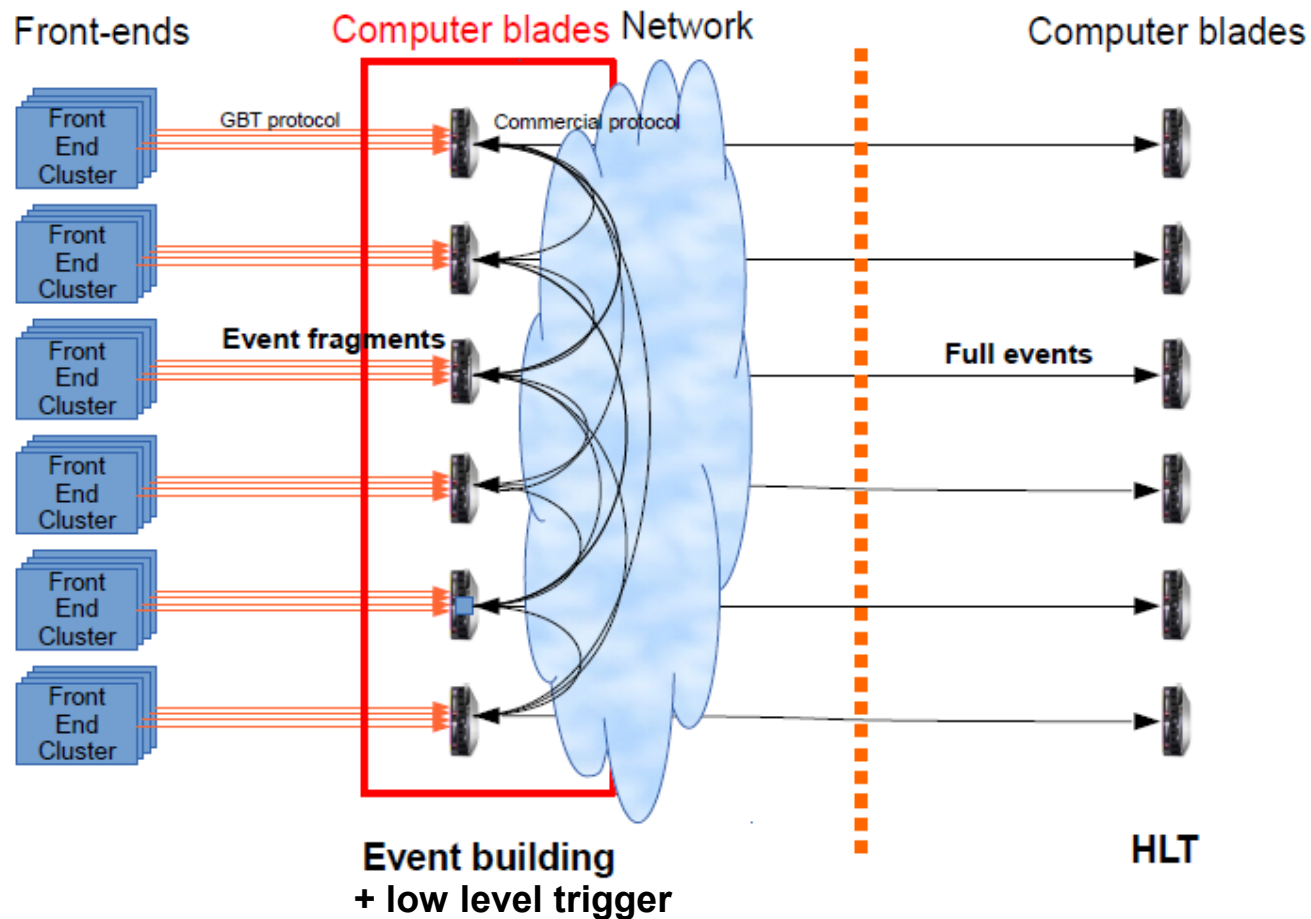 Front-ends
Computer blades
Network
Computer blades
Front
End
Cluster
GBT protocol
Commercial protocol
Front
End
Cluster
Front
End
Cluster
Event fragments
Full events
Front
End
Cluster
Front
End
Cluster
Front
End
Cluster
Event building
+ low level trigger
HLT